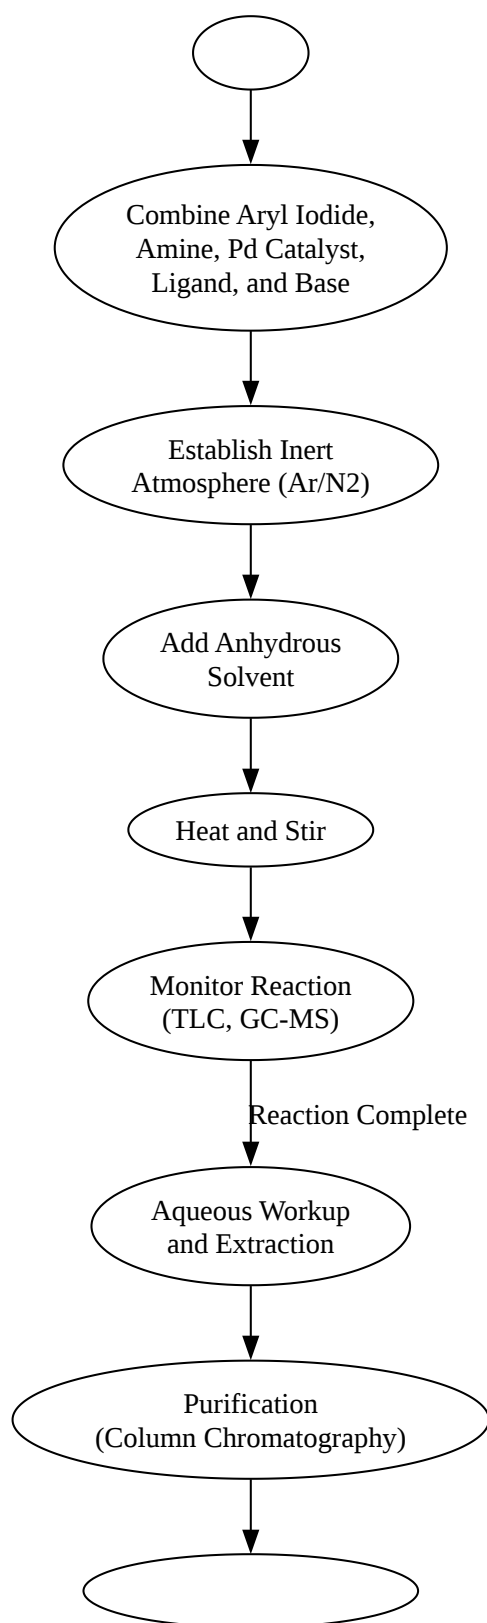 Combine Aryl Iodide,
Amine, Pd Catalyst,
Ligand, and Base
Establish Inert
Atmosphere (Ar/N2)
Add Anhydrous
Solvent
Heat and Stir
Monitor Reaction
(TLC, GC-MS)
Reaction Complete
Aqueous Workup
and Extraction
Purification
(Column Chromatography)